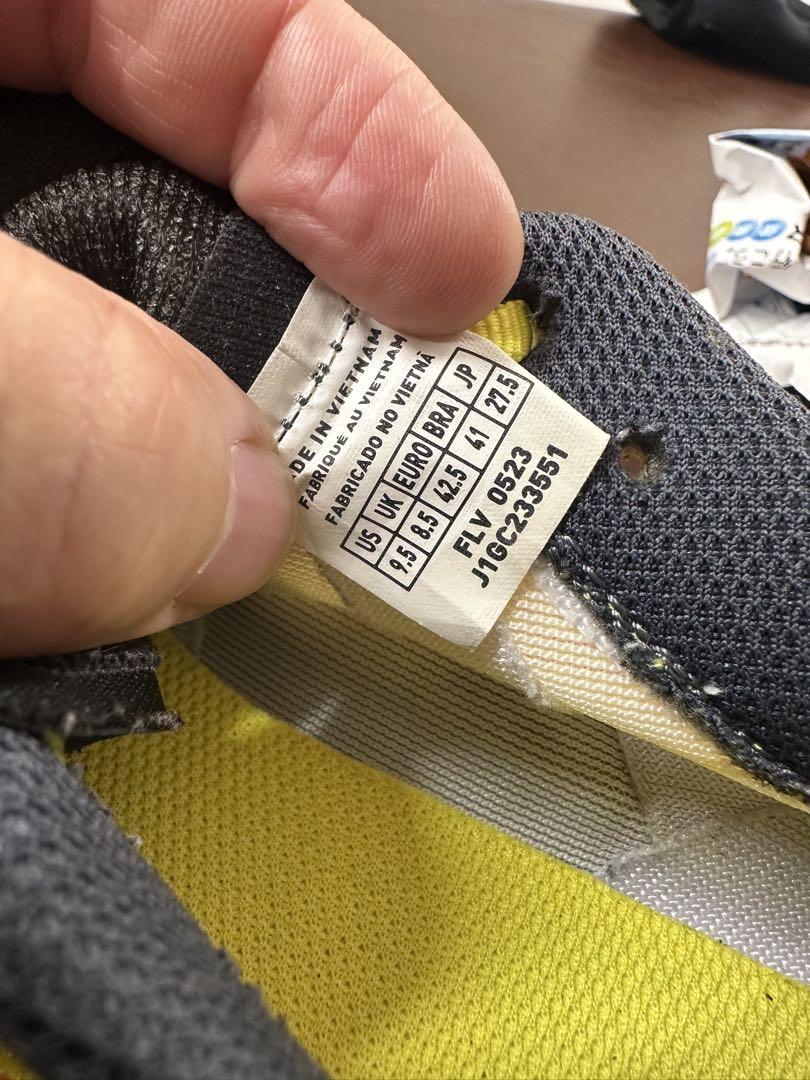 DE IN VIETNAM
FABRIQUÉ AU VIETNAM
FABRICADO NO VIETNÃ
US UK EURO BRA JP
9.5 8.5 42.5 41 27.5
FLV 0523
J1GC233551